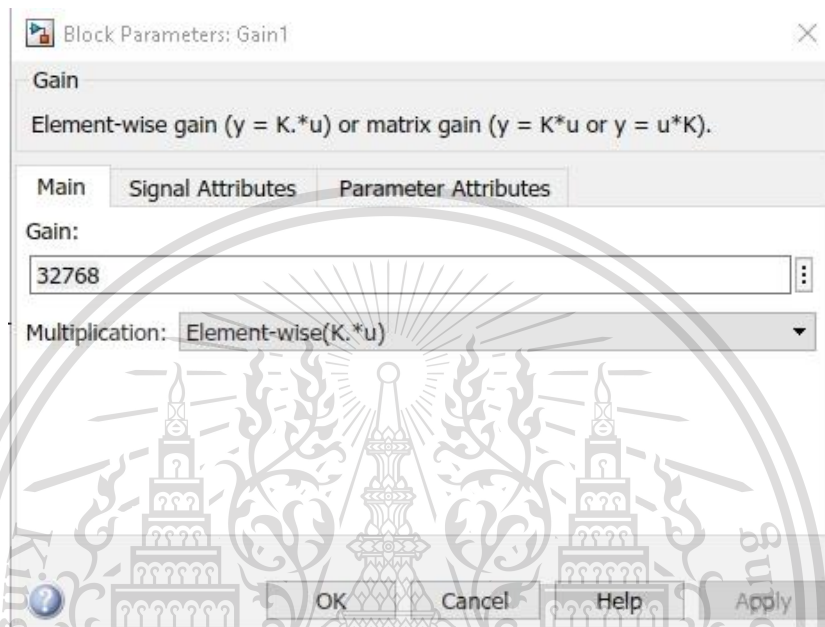 Block Parameters: Gain1
Gain
Element-wise gain (y = K.*u) or matrix gain (y = K*u or y = u*K).
Main Signal Attributes Parameter Attributes
Gain:
32768
Multiplication: Element-wise(K.*u)
OK Cancel Help Apply